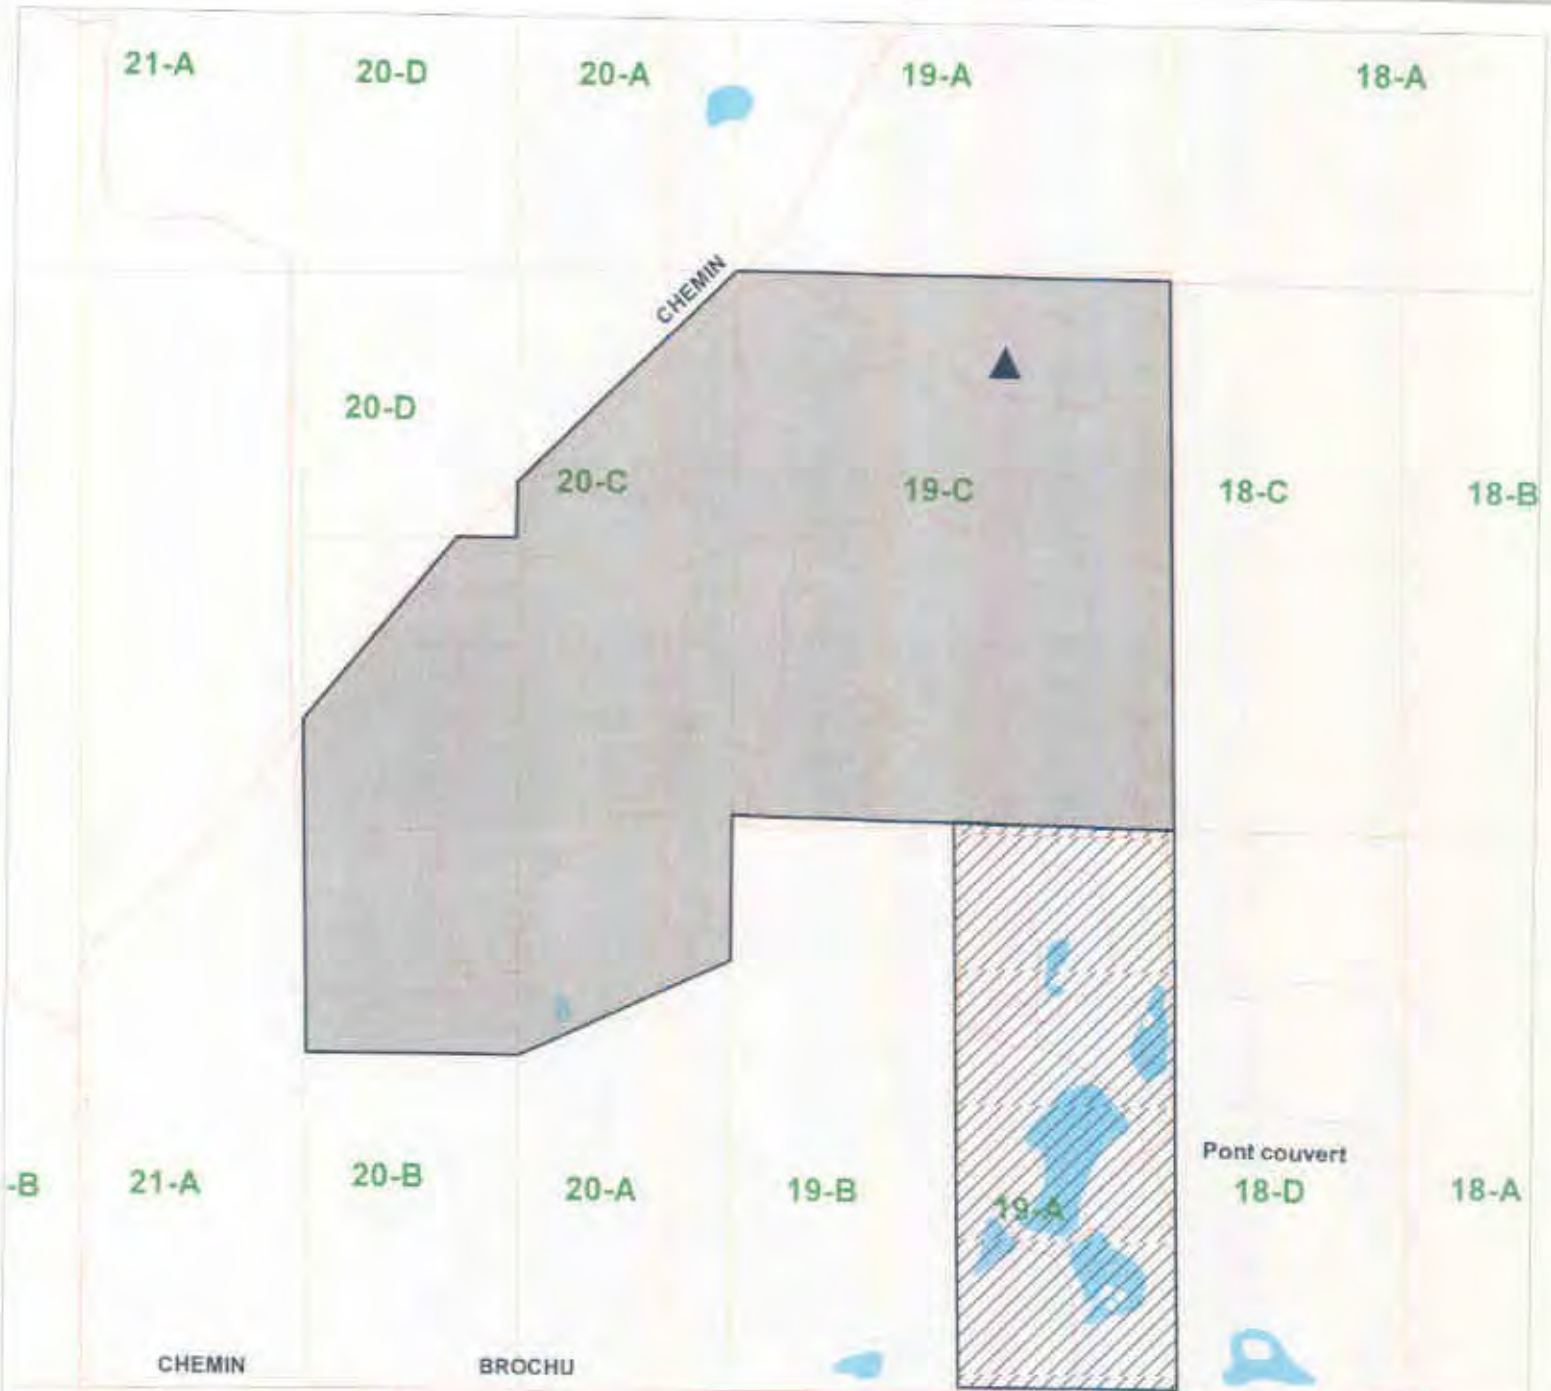 21-A 20-D 20-A 19-A 18-A
CHEMIN
20-D
20-C 19-C 18-C 18-B
Pont couvert
-B 21-A 20-B 20-A 19-B 19-A 18-D 18-A
CHEMIN BROCHU